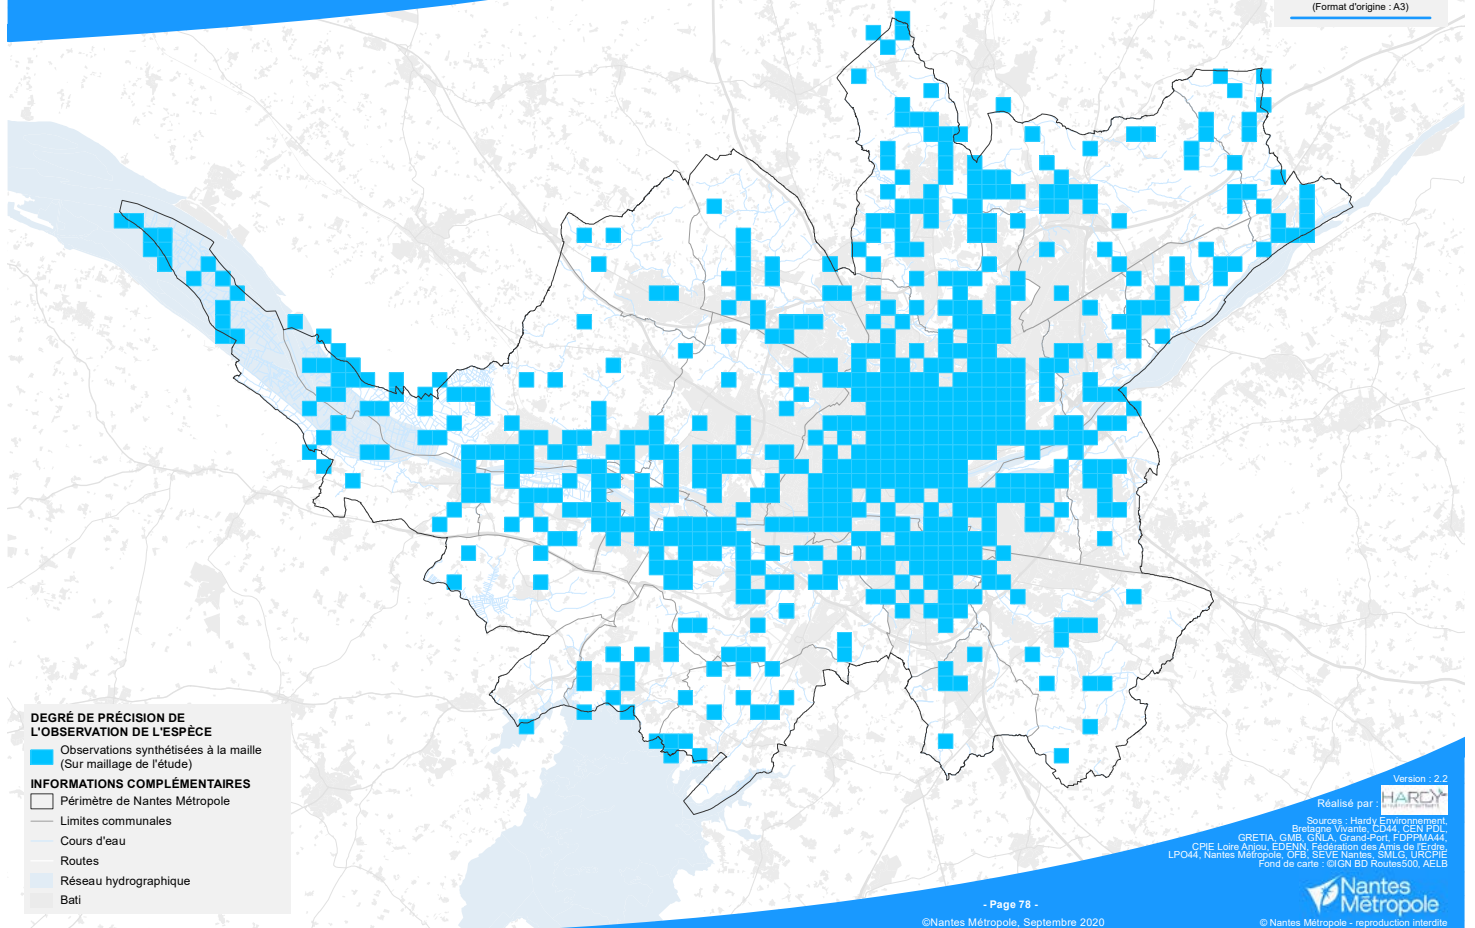 (Format d'origine : A3)
DEGRÉ DE PRÉCISION DE
L'OBSERVATION DE L'ESPÈCE
Observations synthétisées à la maille
(Sur maillage de l'étude)
INFORMATIONS COMPLÉMENTAIRES
Périmètre de Nantes Métropole
Limites communales
Cours d'eau
Routes
Réseau hydrographique
Bati
Version : 2.2
Réalisé par :
HARDY
Sources : Hardy Environnement,
Bretagne Vivante, CD44, CEN PDL,
GRETIA, GMB, GNLA, Grand-Port, FDPPMA44,
CPIE Loire Anjou, EDENN, Fédération des Amis de l'Erdre,
LPO44, Nantes Métropole, OFB, SEVE Nantes, SMLG, URCPIE
Fond de carte : ©IGN BD Routes500, AELB
Nantes
Métropole
- Page 78 -
©Nantes Métropole, Septembre 2020
© Nantes Métropole - reproduction interdite